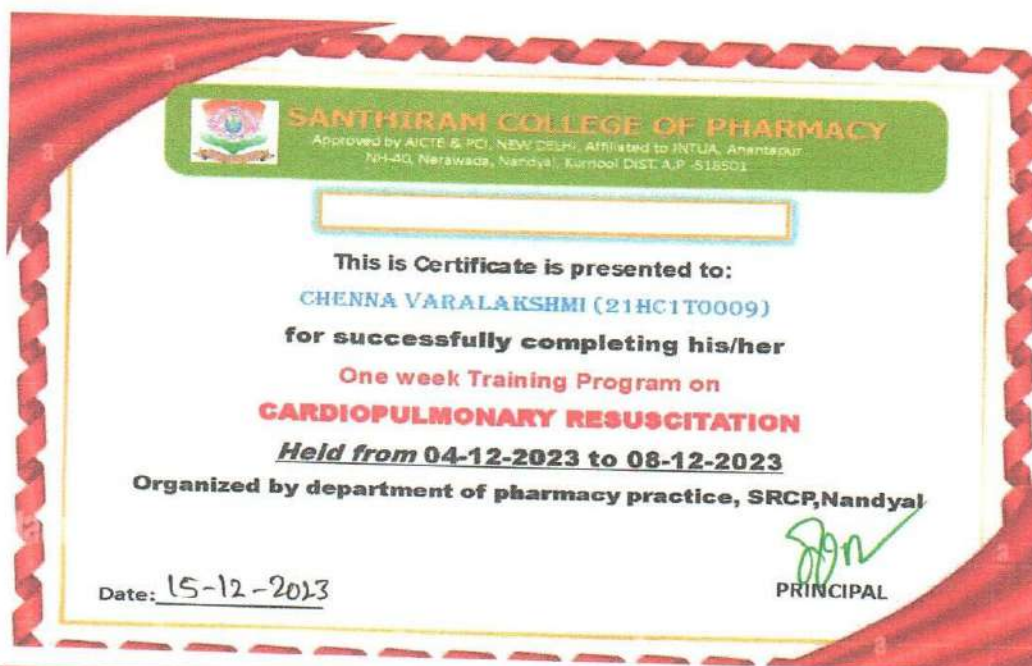 SANTHIRAM COLLEGE OF PHARMACY
Approved by AICTE & PCI, NEW DELHI, Affiliated to JNTUA, Anantapur
NH-40, Nerawada, Nandyal, Kurnool DIST. A.P -518501
This is Certificate is presented to:
CHENNA VARALAKSHMI (21HC1T0009)
for successfully completing his/her
One week Training Program on
CARDIOPULMONARY RESUSCITATION
Held from 04-12-2023 to 08-12-2023
Organized by department of pharmacy practice, SRCP,Nandyal
Date: 15-12-2023
PRINCIPAL